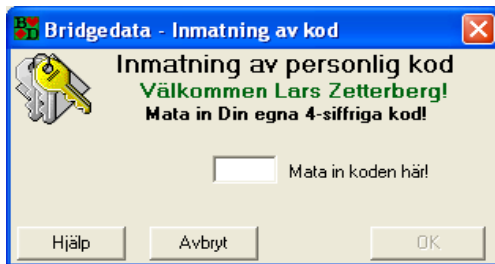 Bridgedata - Inmatning av kod
Inmatning av personlig kod
Välkommen Lars Zetterberg!
Mata in Din egna 4-siffriga kod!
Mata in koden här!
Hjälp
Avbryt
OK